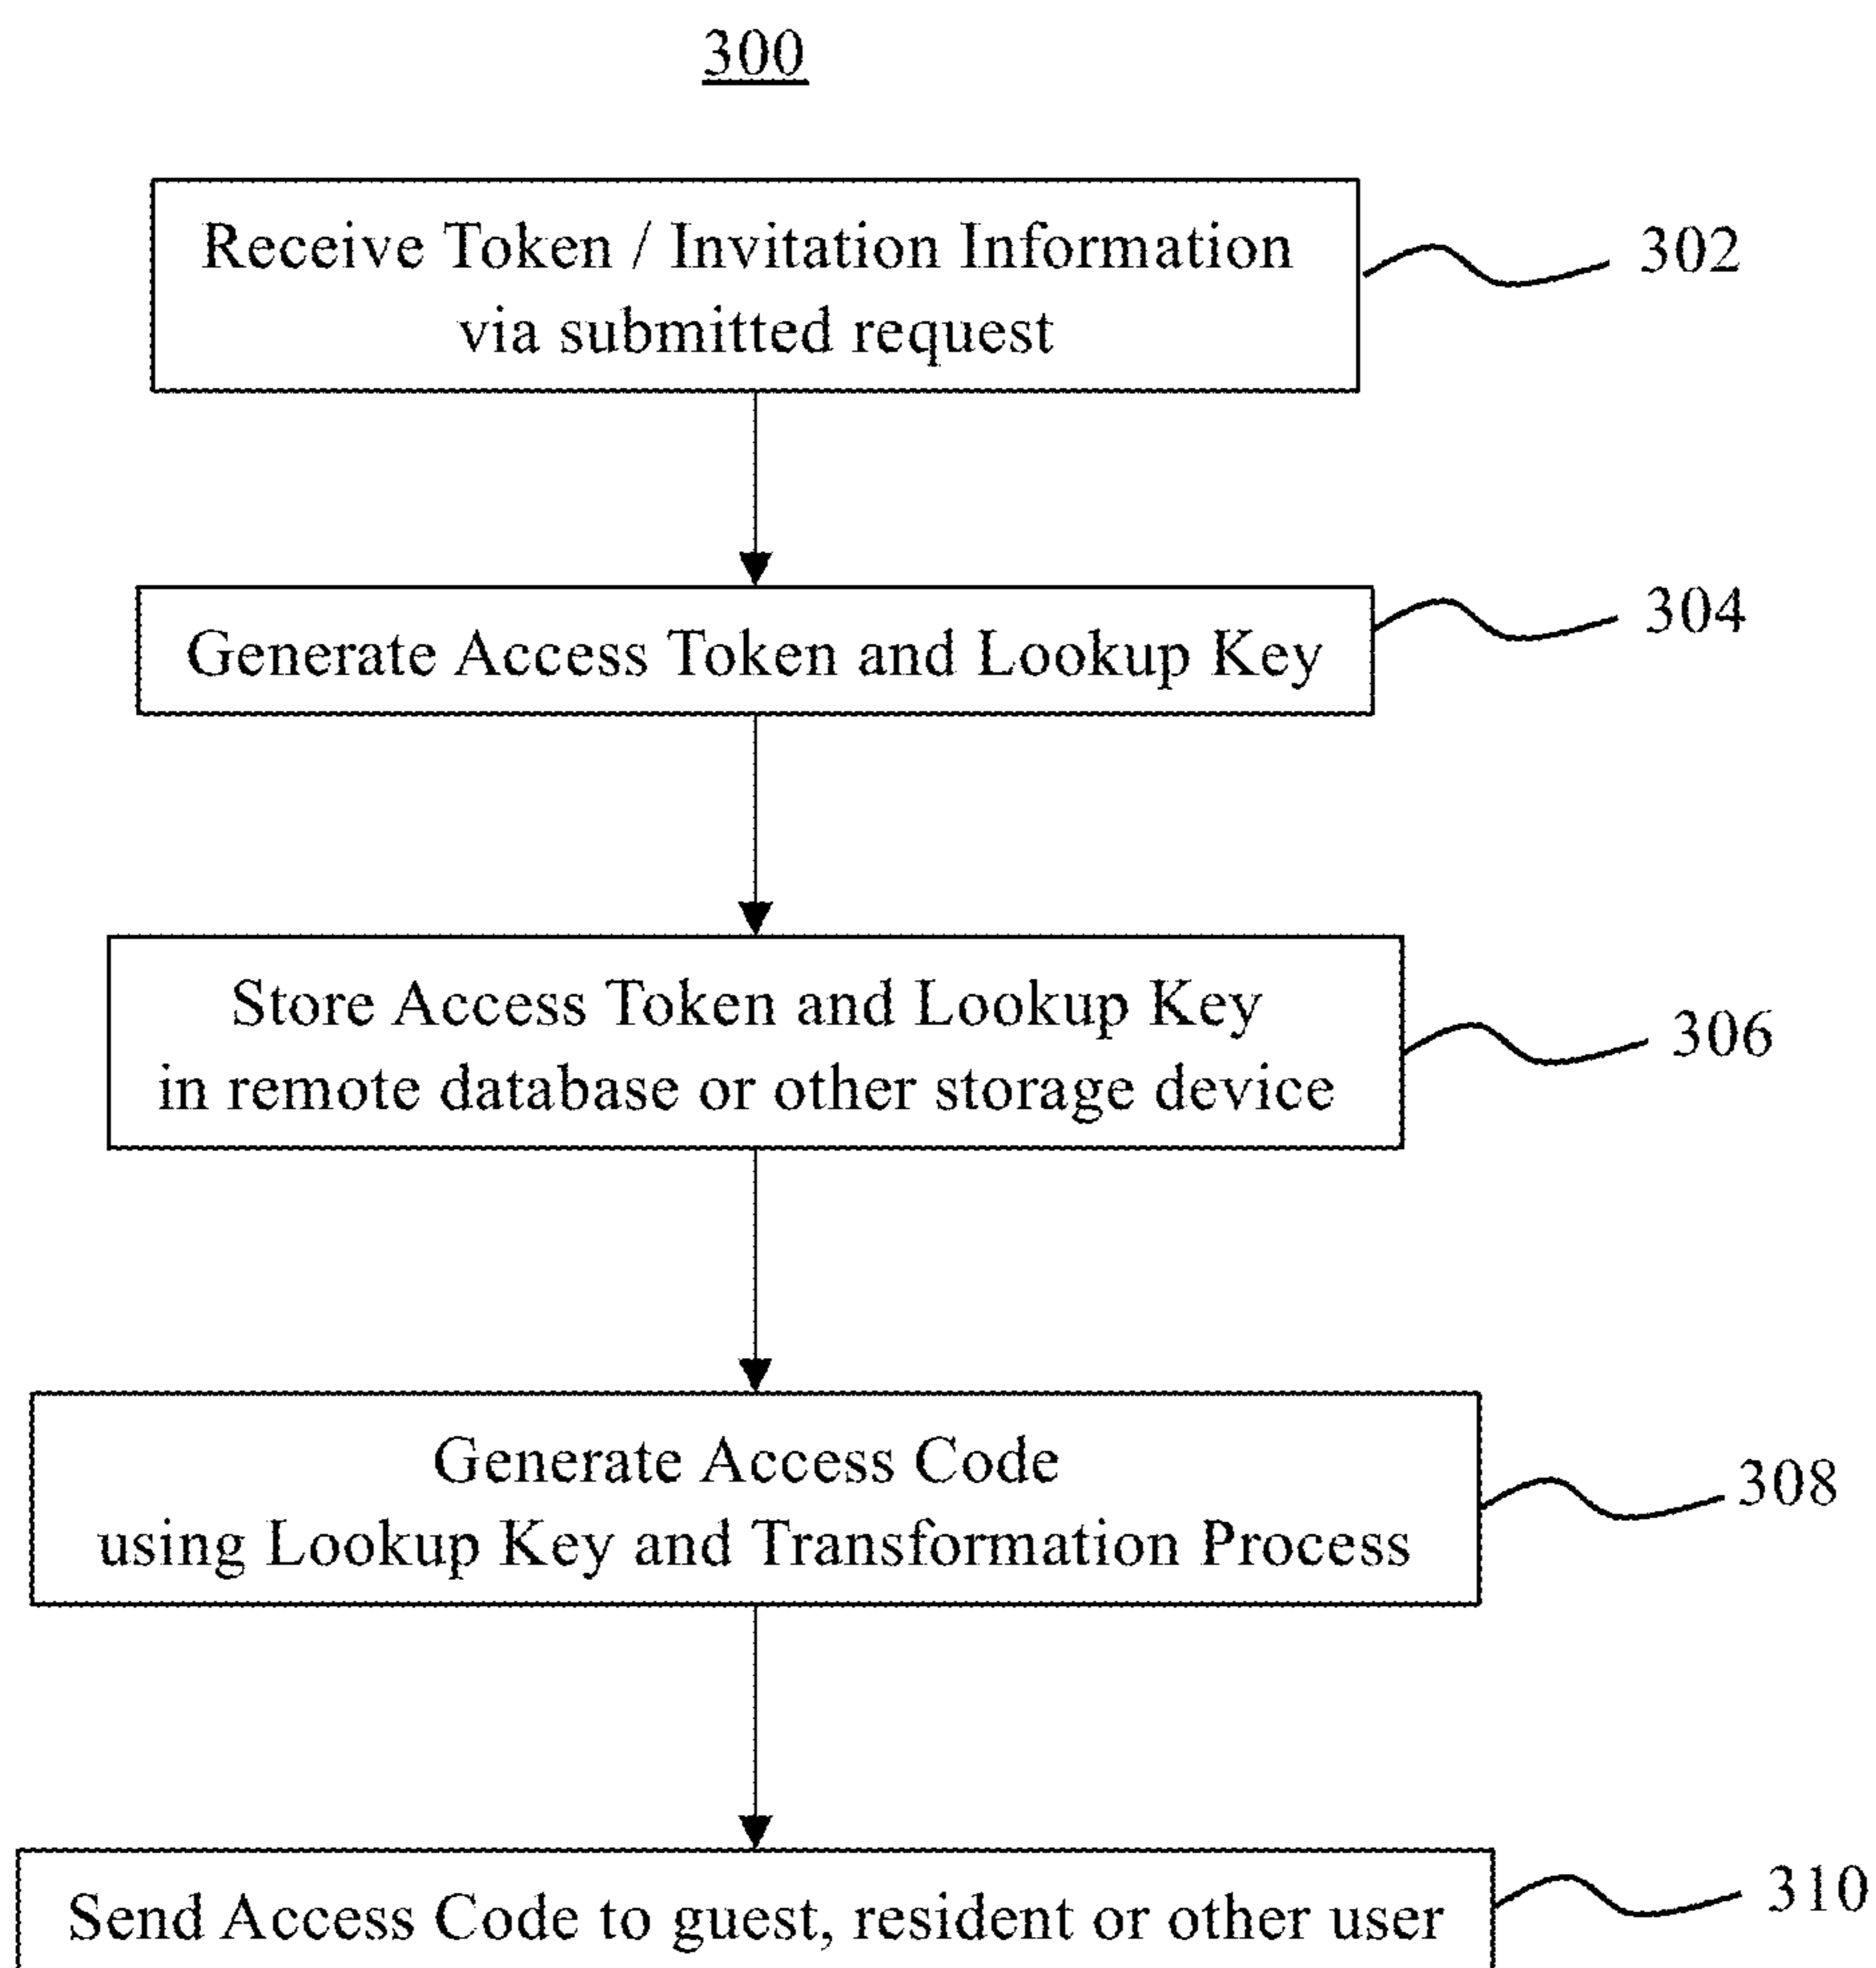 300
Receive Token / Invitation Information
via submitted request
302
Generate Access Token and Lookup Key
304
Store Access Token and Lookup Key
in remote database or other storage device
306
Generate Access Code
using Lookup Key and Transformation Process
308
Send Access Code to guest, resident or other user
310